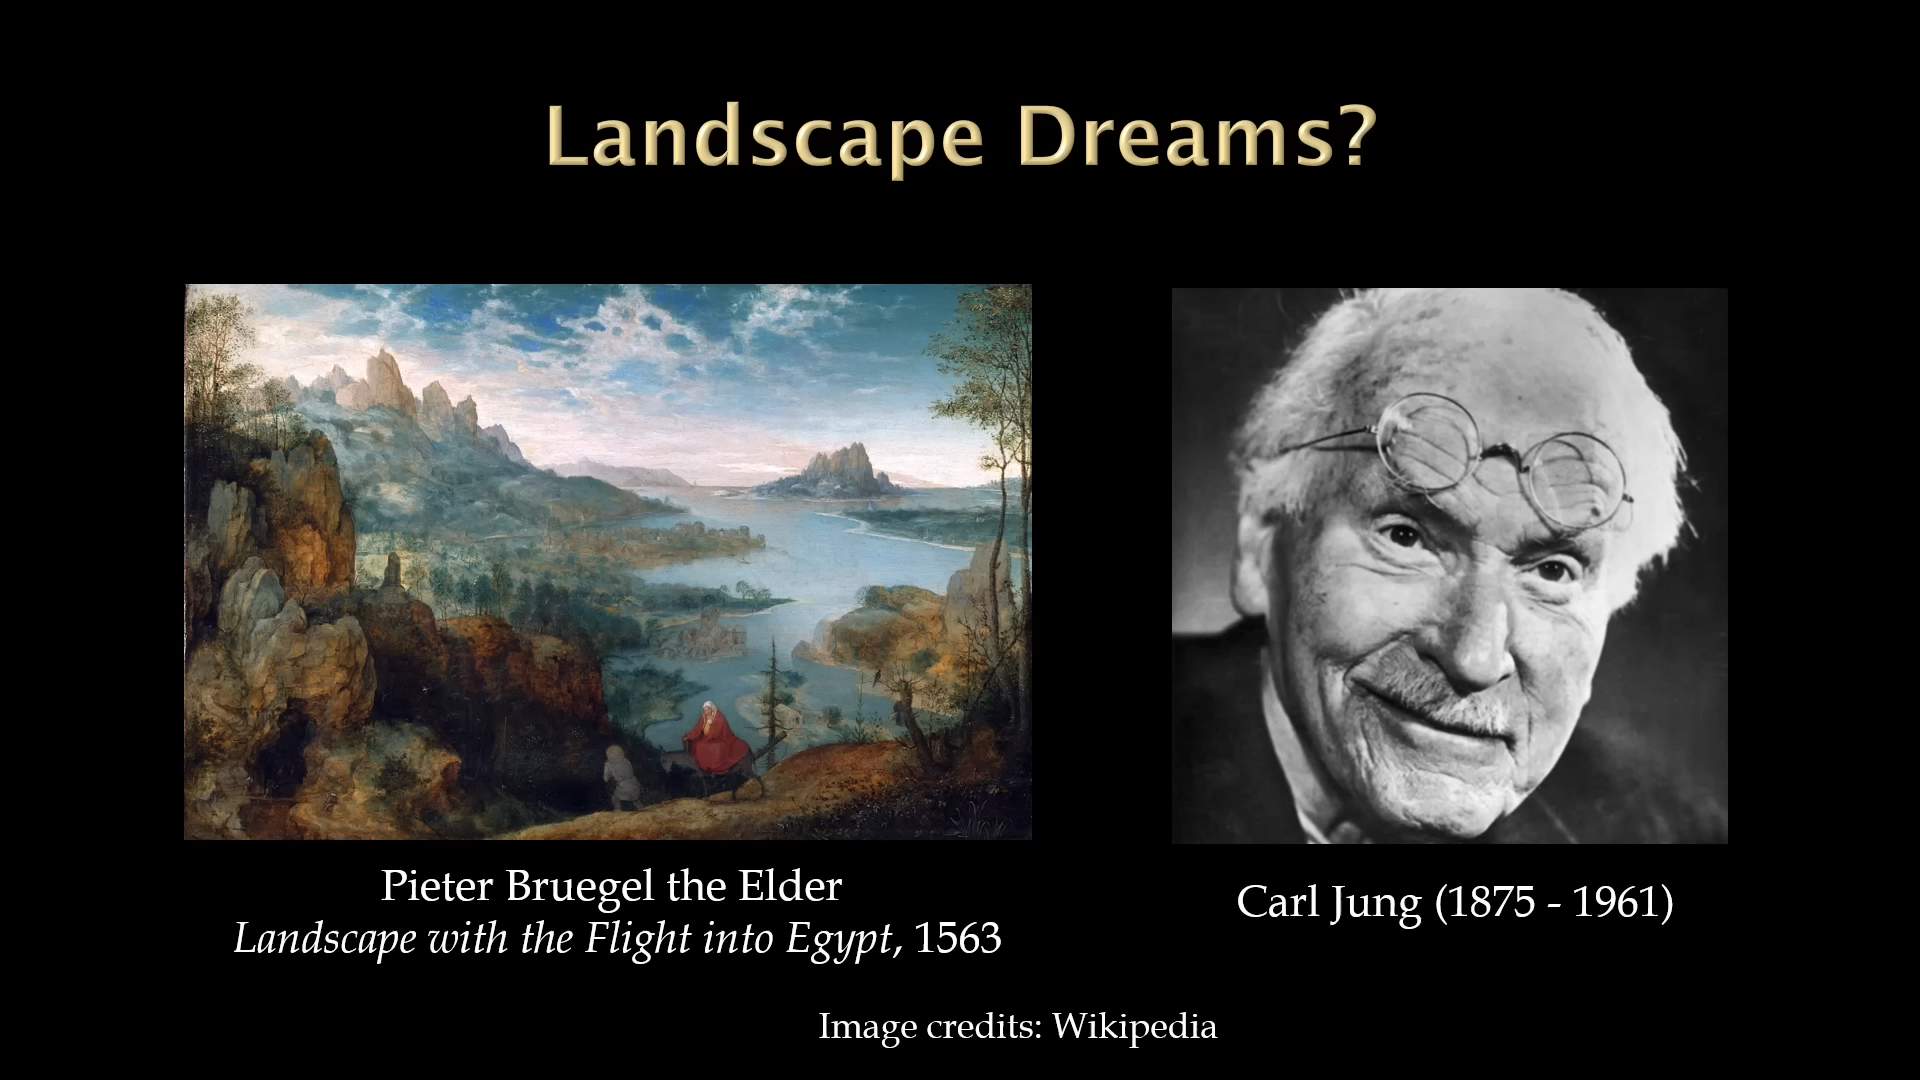 Landscape Dreams?
Pieter Bruegel the Elder
Landscape with the Flight into Egypt, 1563
Carl Jung (1875 - 1961)
Image credits: Wikipedia